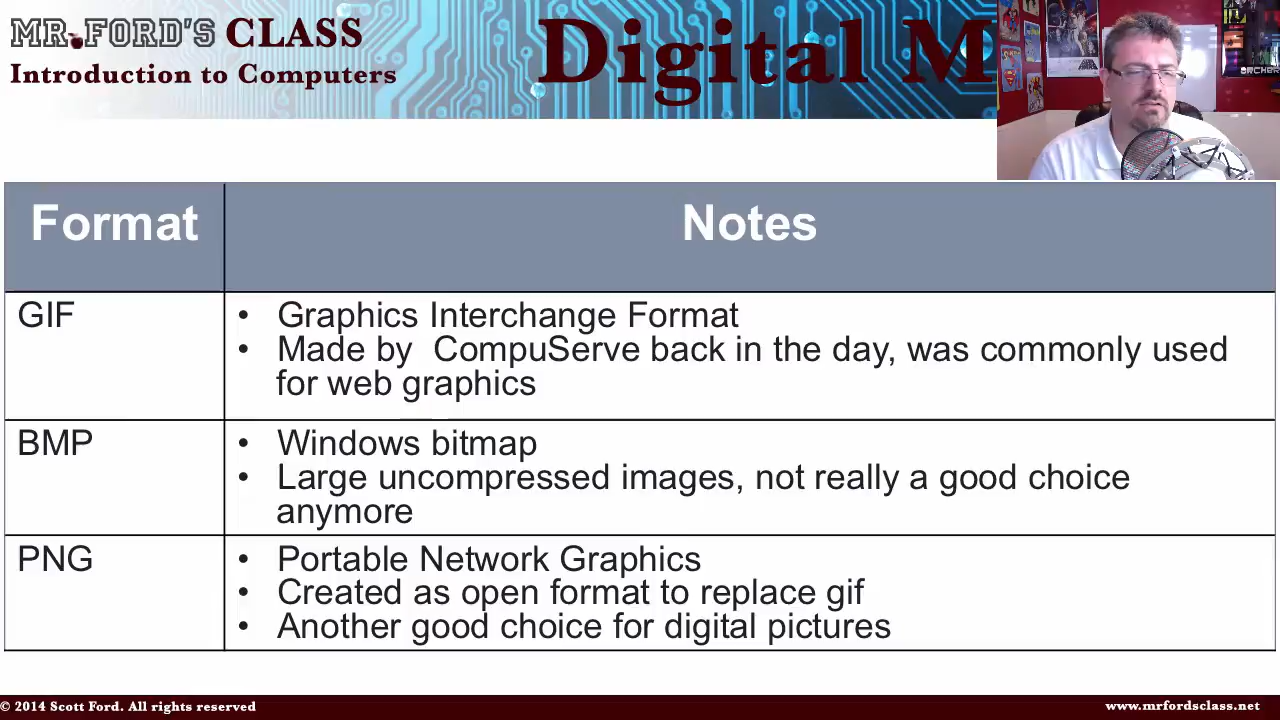 MR.FORD'S CLASS
Introduction to Computers
Digital M
ARCHER
Format Notes
GIF
• Graphics Interchange Format
• Made by CompuServe back in the day, was commonly used
for web graphics
BMP
• Windows bitmap
• Large uncompressed images, not really a good choice
anymore
PNG
• Portable Network Graphics
• Created as open format to replace gif
• Another good choice for digital pictures
© 2014 Scott Ford. All rights reserved
www.mrfordsclass.net